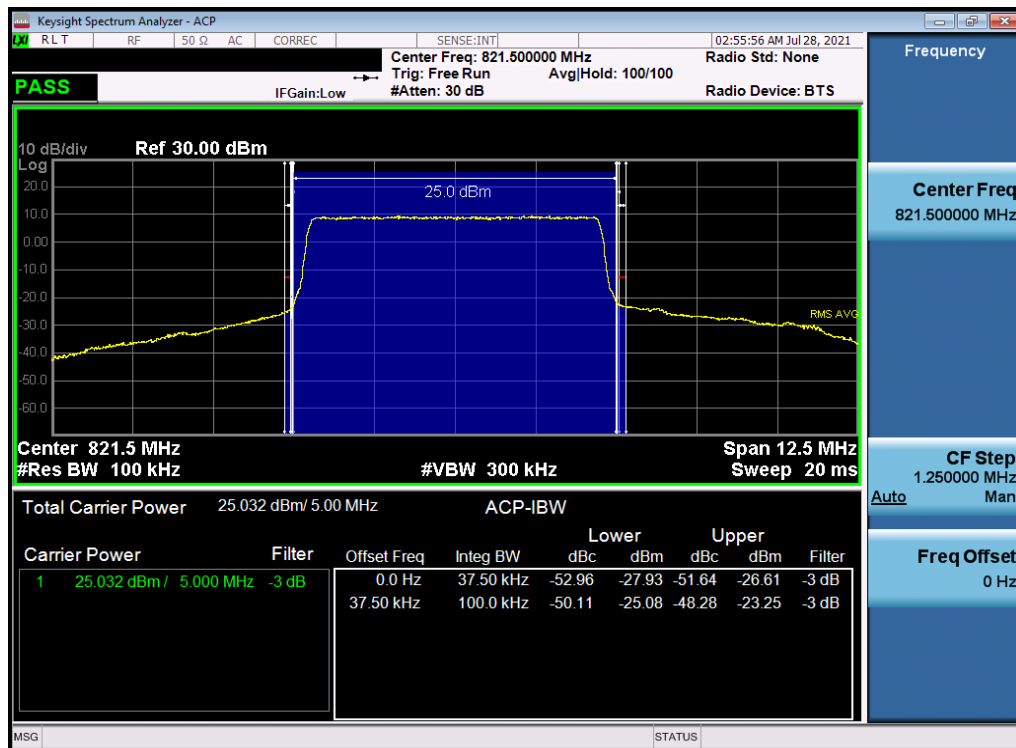 Keysight Spectrum Analyzer - ACP
LXI RLT RF 50 Ω AC CORREC SENSE:INT 02:55:56 AM Jul 28, 2021
Center Freq: 821.500000 MHz Radio Std: None
Trig: Free Run Avg|Hold: 100/100
PASS IFGain:Low #Atten: 30 dB Radio Device: BTS
10 dB/div Ref 30.00 dBm
Log
20.0
10.0
0.00
-10.0
-20.0
-30.0
-40.0
-50.0
-60.0
25.0 dBm
RMS AVG
Center 821.5 MHz Span 12.5 MHz
#Res BW 100 kHz #VBW 300 kHz Sweep 20 ms
Total Carrier Power 25.032 dBm/ 5.00 MHz ACP-IBW
Lower Upper
Carrier Power Filter Offset Freq Integ BW dBc dBm dBc dBm Filter
1 25.032 dBm / 5.000 MHz -3 dB 0.0 Hz 37.50 kHz -52.96 -27.93 -51.64 -26.61 -3 dB
37.50 kHz 100.0 kHz -50.11 -25.08 -48.28 -23.25 -3 dB
MSG STATUS
Frequency
Center Freq
821.500000 MHz
CF Step
1.250000 MHz
Auto Man
Freq Offset
0 Hz